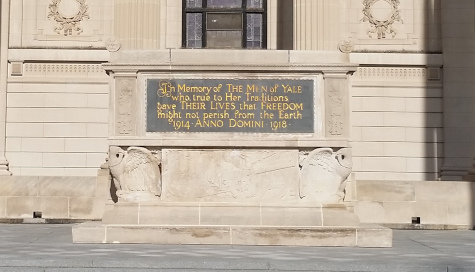 In Memory of THE MEN of YALE
who true to Her Traditions
gave THEIR LIVES that FREEDOM
might not perish from the Earth
·1914·ANNO DOMINI·1918·